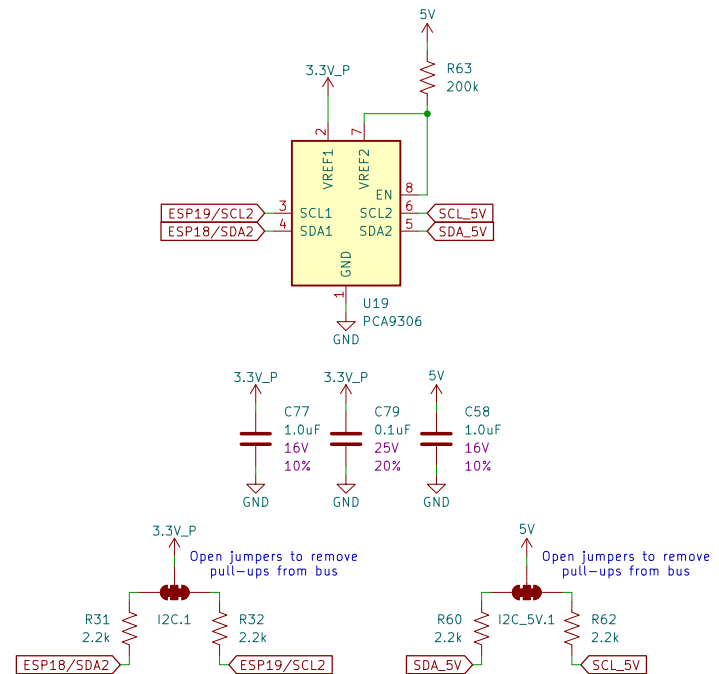 5V
R63
200k
3.3V_P
2
7
VREF1
VREF2
EN
8
ESP19/SCL2
3
SCL1
SCL2
6
SCL_5V
ESP18/SDA2
4
SDA1
SDA2
5
SDA_5V
GND
1
U19
PCA9306
GND
3.3V_P
3.3V_P
5V
C77
1.0uF
16V
10%
C79
0.1uF
25V
20%
C58
1.0uF
16V
10%
GND
GND
GND
3.3V_P
Open jumpers to remove
pull-ups from bus
R31
2.2k
I2C.1
R32
2.2k
ESP18/SDA2
ESP19/SCL2
5V
Open jumpers to remove
pull-ups from bus
R60
2.2k
I2C_5V.1
R62
2.2k
SDA_5V
SCL_5V